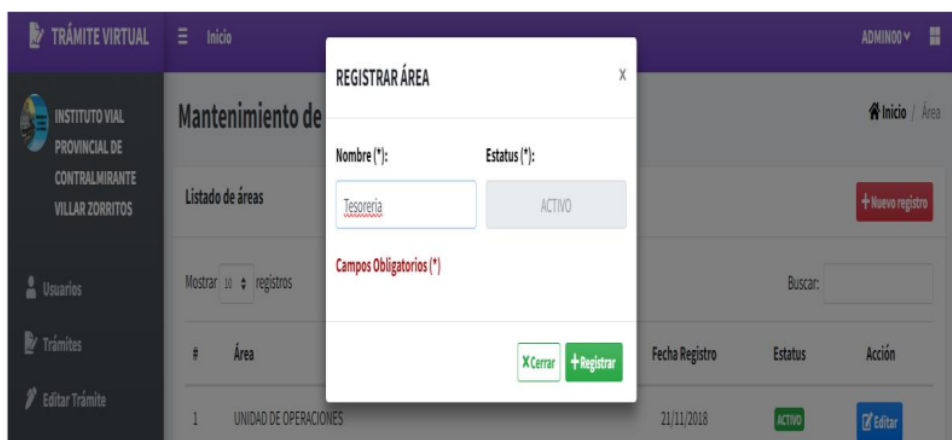 TRÁMITE VIRTUAL
Inicio
ADMIN00
INSTITUTO VIAL
PROVINCIAL DE
CONTRALMIRANTE
VILLAR ZORRITOS
Usuarios
Trámites
Editar Trámite
Mantenimiento de
Inicio / Área
Listado de áreas
+Nuevo registro
Mostrar 10 registros
Buscar:
# Área Fecha Registro Estatus Acción
1 UNIDAD DE OPERACIONES 21/11/2018 ACTIVO Editar
REGISTRAR ÁREA X
Nombre (*): Estatus (*):
Tesoreria ACTIVO
Campos Obligatorios (*)
X Cerrar +Registrar